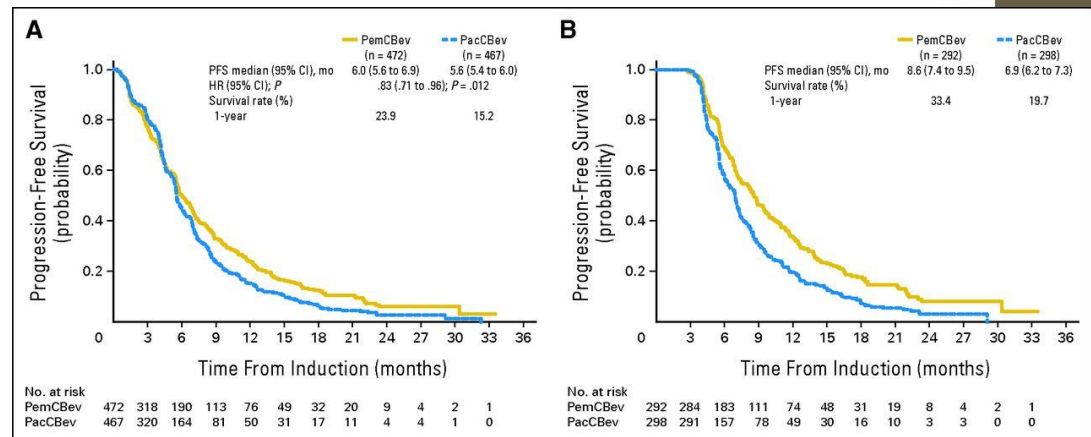 A
PemCBev PacCBev
(n = 472) (n = 467)
PFS median (95% CI), mo 6.0 (5.6 to 6.9) 5.6 (5.4 to 6.0)
HR (95% CI); P .83 (.71 to .96); P = .012
Survival rate (%)
1-year 23.9 15.2
Progression-Free Survival
(probability)
1.0
0.8
0.6
0.4
0.2
0 3 6 9 12 15 18 21 24 27 30 33 36
Time From Induction (months)
No. at risk
PemCBev 472 318 190 113 76 49 32 20 9 4 2 1
PacCBev 467 320 164 81 50 31 17 11 4 4 1 0
B
PemCBev PacCBev
(n = 292) (n = 298)
PFS median (95% CI), mo 8.6 (7.4 to 9.5) 6.9 (6.2 to 7.3)
Survival rate (%)
1-year 33.4 19.7
Progression-Free Survival
(probability)
1.0
0.8
0.6
0.4
0.2
0 3 6 9 12 15 18 21 24 27 30 33 36
Time From Induction (months)
No. at risk
PemCBev 292 284 183 111 74 48 31 19 8 4 2 1
PacCBev 298 291 157 78 49 30 16 10 3 3 0 0